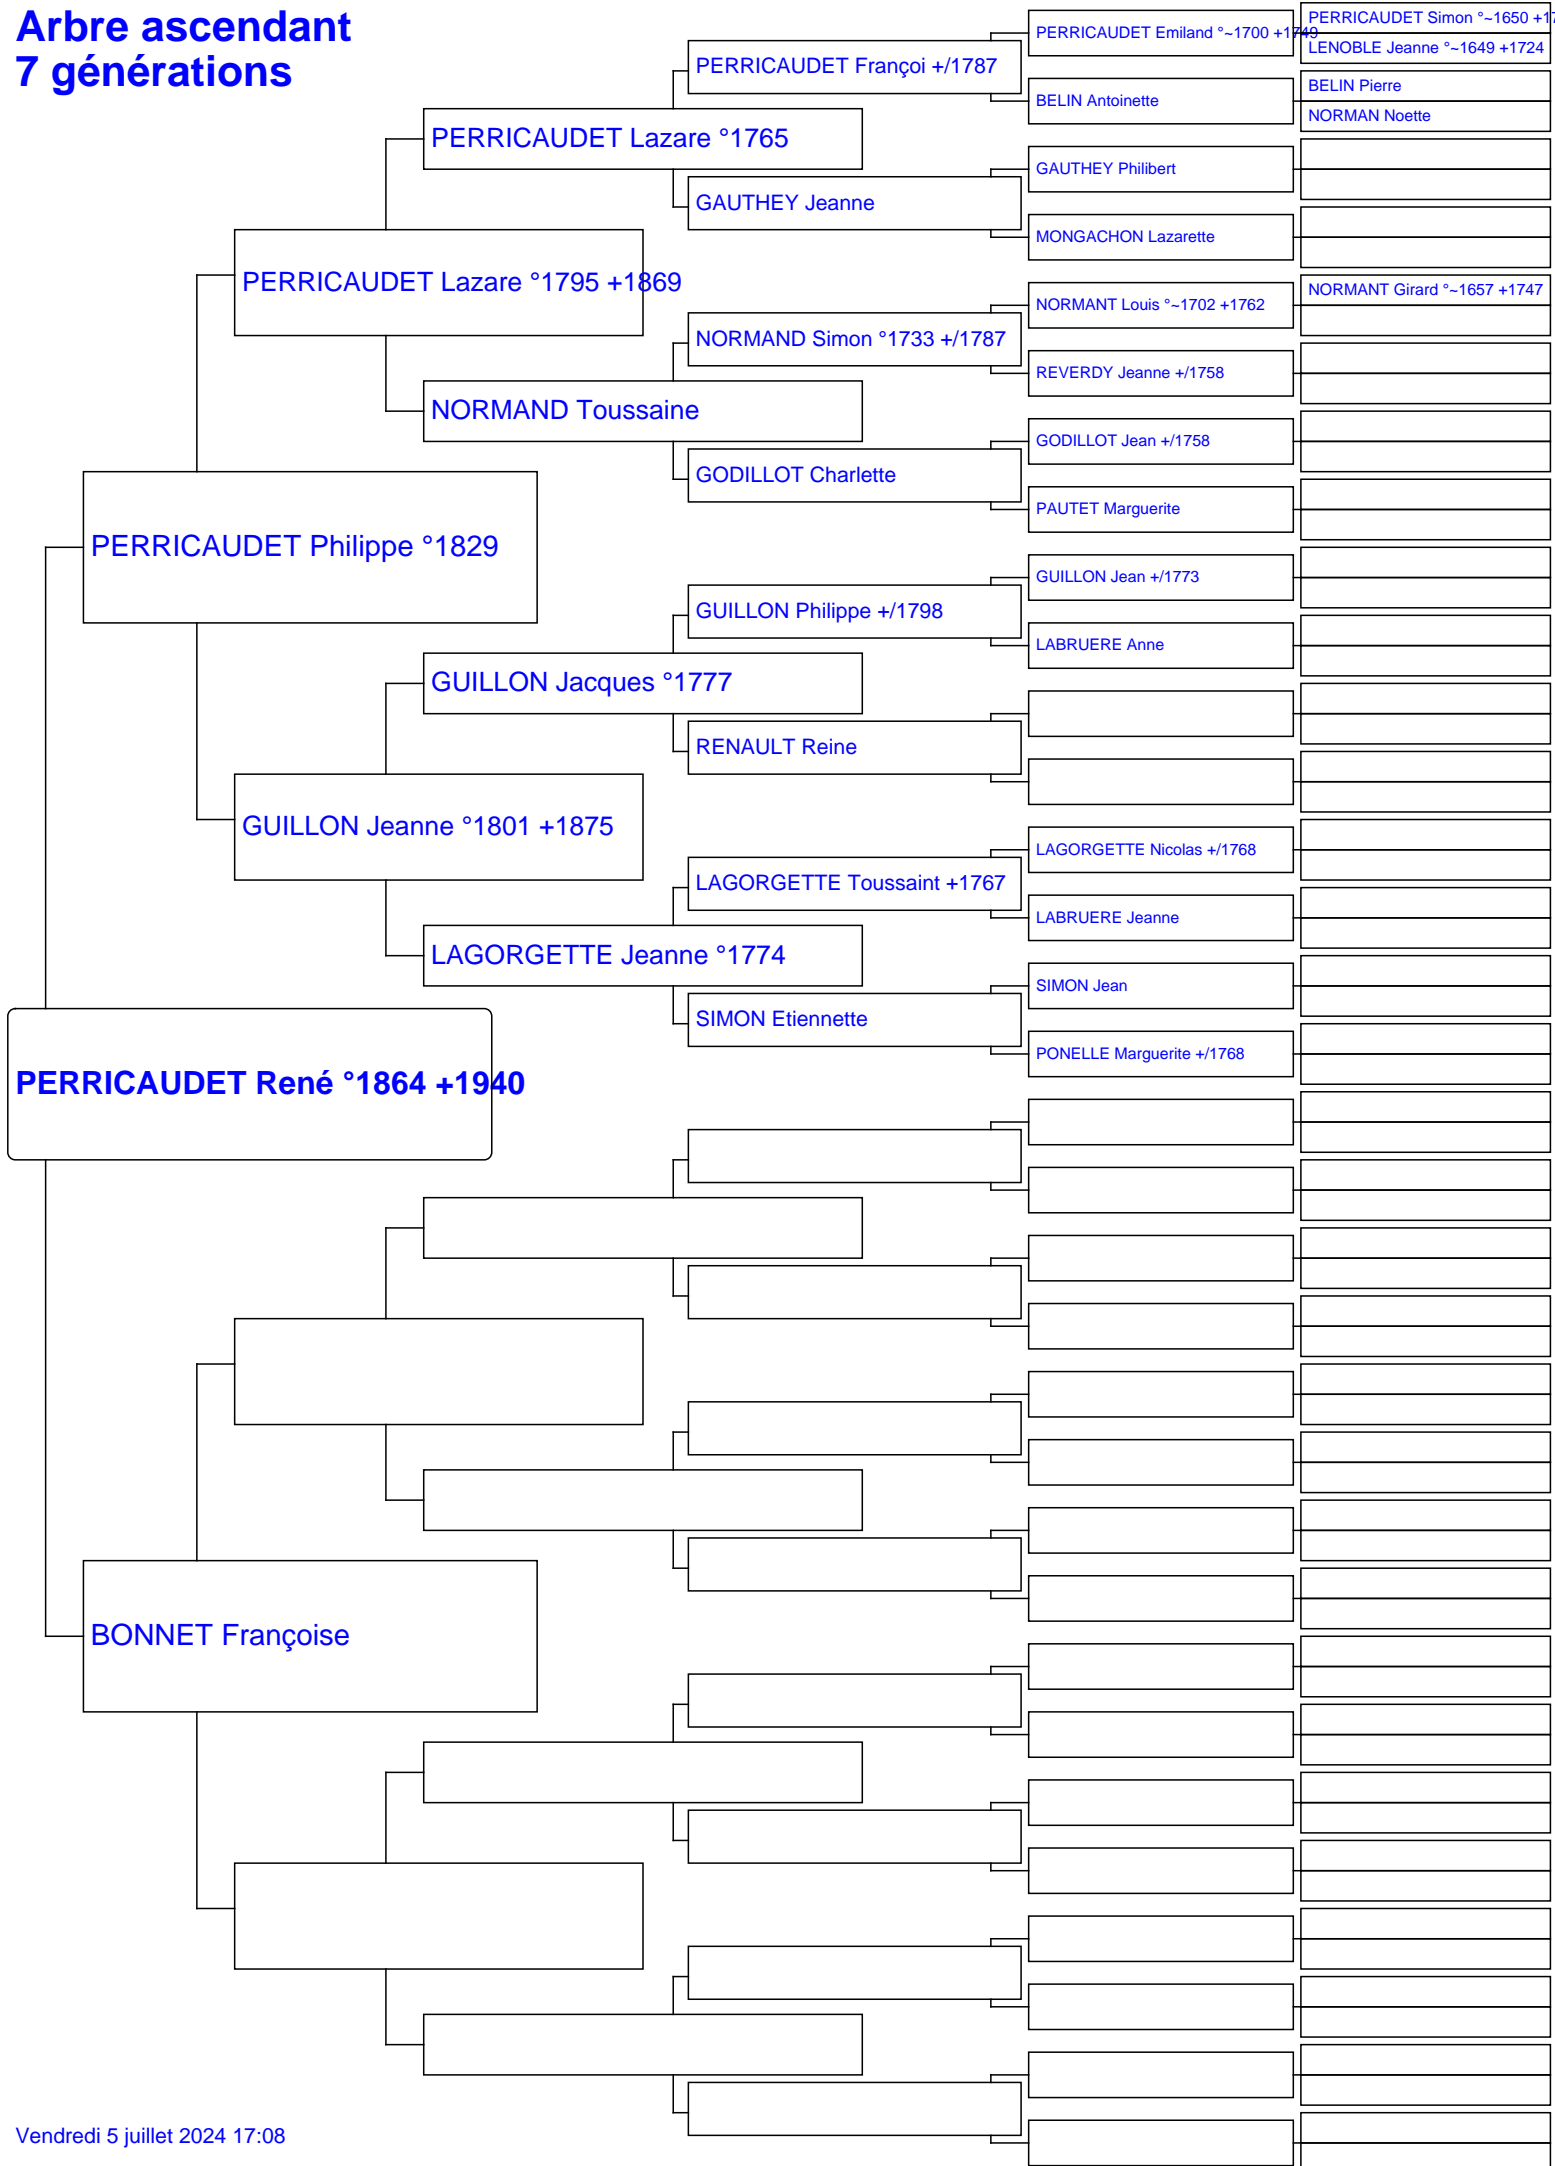 Arbre ascendant
7 générations
PERRICAUDET Simon °~1650 +17
PERRICAUDET Emiland °~1700 +1749
LENOBLE Jeanne °~1649 +1724
PERRICAUDET Françoi +/1787
BELIN Pierre
BELIN Antoinette
NORMAN Noette
PERRICAUDET Lazare °1765
GAUTHEY Philibert
GAUTHEY Jeanne
MONGACHON Lazarette
PERRICAUDET Lazare °1795 +1869
NORMANT Girard °~1657 +1747
NORMANT Louis °~1702 +1762
NORMAND Simon °1733 +/1787
REVERDY Jeanne +/1758
NORMAND Toussaine
GODILLOT Jean +/1758
GODILLOT Charlette
PAUTET Marguerite
PERRICAUDET Philippe °1829
GUILLON Jean +/1773
GUILLON Philippe +/1798
LABRUERE Anne
GUILLON Jacques °1777
RENAULT Reine
GUILLON Jeanne °1801 +1875
LAGORGETTE Nicolas +/1768
LAGORGETTE Toussaint +1767
LABRUERE Jeanne
LAGORGETTE Jeanne °1774
SIMON Jean
SIMON Etiennette
PONELLE Marguerite +/1768
PERRICAUDET René °1864 +1940
BONNET Françoise
Vendredi 5 juillet 2024 17:08